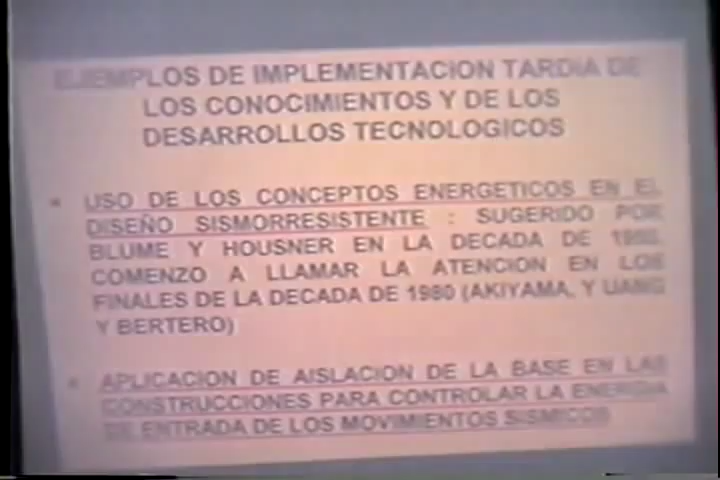 EJEMPLOS DE IMPLEMENTACION TARDIA DE
LOS CONOCIMIENTOS Y DE LOS
DESARROLLOS TECNOLOGICOS
USO DE LOS CONCEPTOS ENERGETICOS EN EL
DISEÑO SISMORRESISTENTE : SUGERIDO POR
BLUME Y HOUSNER EN LA DECADA DE
COMENZO A LLAMAR LA ATENCION EN LOS
FINALES DE LA DECADA DE 1980 (AKIYAMA, Y UANG
Y BERTERO)
APLICACION DE AISLACION DE LA BASE EN LAS
CONSTRUCCIONES PARA CONTROLAR LA ENERGIA
DE ENTRADA DE LOS MOVIMIENTOS SISMICOS